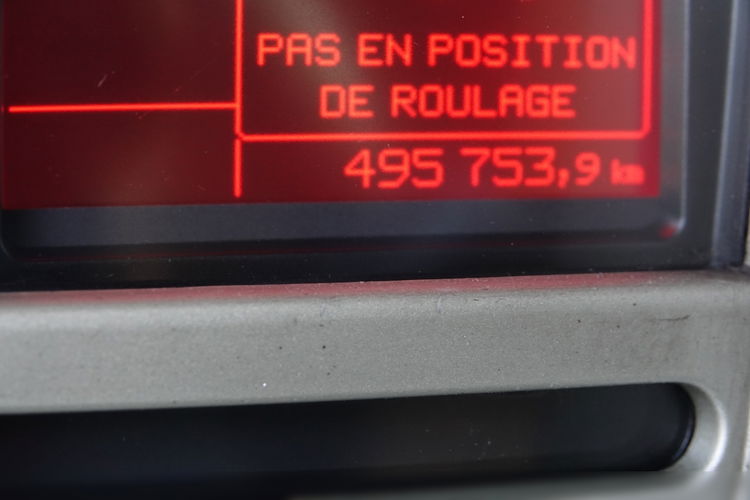 PAS EN POSITION
DE ROULAGE
495 753,9 km